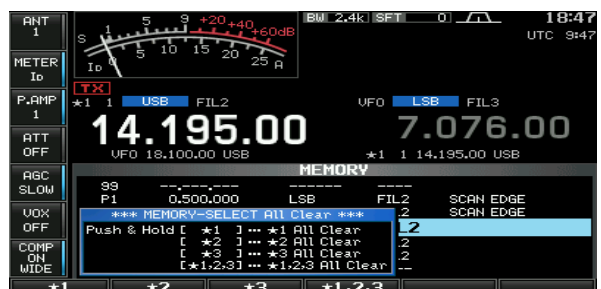 ANT 1
METER ID
P.AMP 1
ATT OFF
AGC SLOW
VOX OFF
COMP ON WIDE
S 1 5 9 +20 +40 +60dB
ID 0 5 10 15 20 25 A
BW 2.4k SFT 0
18:47
UTC 9:47
TX
★1 1 USB FIL2
14.195.00
VFO 18.100.00 USB
VFO LSB FIL3
7.076.00
★1 1 14.195.00 USB
MEMORY
99 --.---.--- ------ ----
P1 0.500.000 LSB FIL2 SCAN EDGE
.2 SCAN EDGE
L2
.2
.2
--
*** MEMORY-SELECT All Clear ***
Push & Hold [ ★1 ]… ★1 All Clear
[ ★2 ]… ★2 All Clear
[ ★3 ]… ★3 All Clear
[★1,2,3]… ★1,2,3 All Clear
★1 ★2 ★3 ★1,2,3